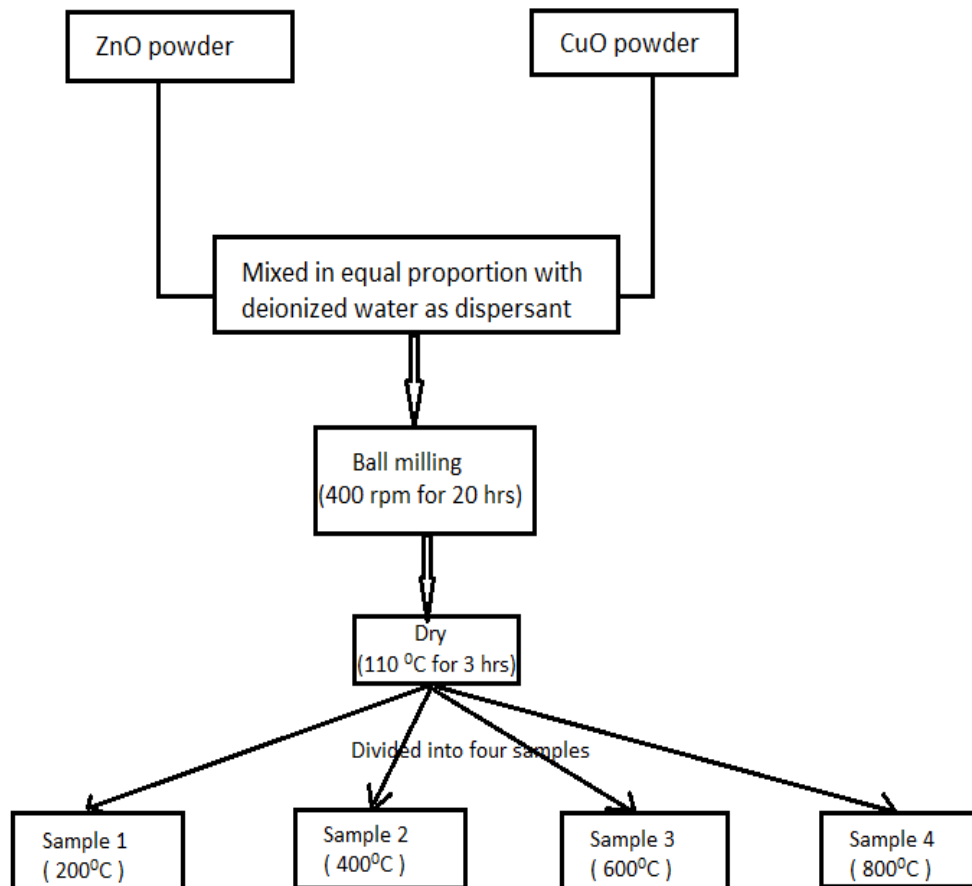 ZnO powder
CuO powder
Mixed in equal proportion with
deionized water as dispersant
Ball milling
(400 rpm for 20 hrs)
Dry
(110 ⁰C for 3 hrs)
Divided into four samples
Sample 1
( 200⁰C )
Sample 2
( 400⁰C )
Sample 3
( 600⁰C )
Sample 4
( 800⁰C )